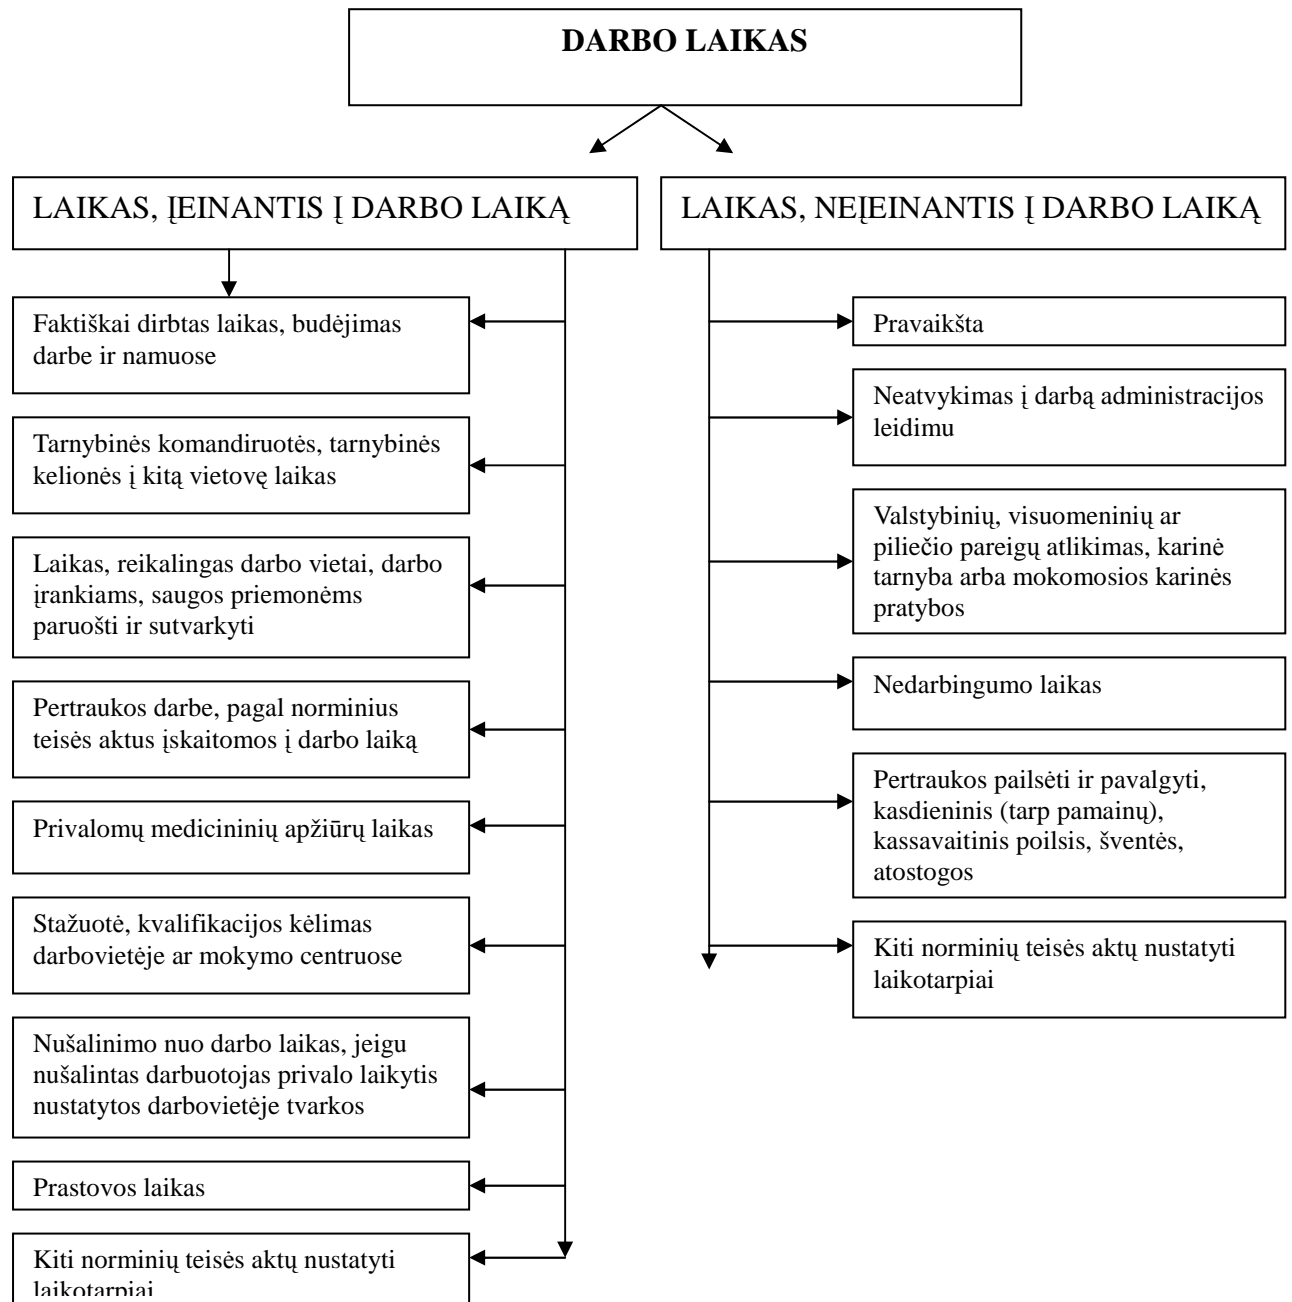 DARBO LAIKAS
LAIKAS, ĮEINANTIS Į DARBO LAIKĄ
Faktiškai dirbtas laikas, budėjimas
darbe ir namuose
Tarnybinės komandiruotės, tarnybinės
kelionės į kitą vietovę laikas
Laikas, reikalingas darbo vietai, darbo
įrankiams, saugos priemonėms
paruošti ir sutvarkyti
Pertraukos darbe, pagal norminius
teisės aktus įskaitomos į darbo laiką
Privalomų medicininių apžiūrų laikas
Stažuotė, kvalifikacijos kėlimas
darbovietėje ar mokymo centruose
Nušalinimo nuo darbo laikas, jeigu
nušalintas darbuotojas privalo laikytis
nustatytos darbovietėje tvarkos
Prastovos laikas
Kiti norminių teisės aktų nustatyti
laikotarpiai
LAIKAS, NEĮEINANTIS Į DARBO LAIKĄ
Pravaikšta
Neatvykimas į darbą administracijos
leidimu
Valstybinių, visuomeninių ar
piliečio pareigų atlikimas, karinė
tarnyba arba mokomosios karinės
pratybos
Nedarbingumo laikas
Pertraukos pailsėti ir pavalgyti,
kasdieninis (tarp pamainų),
kassavaitinis poilsis, šventės,
atostogos
Kiti norminių teisės aktų nustatyti
laikotarpiai